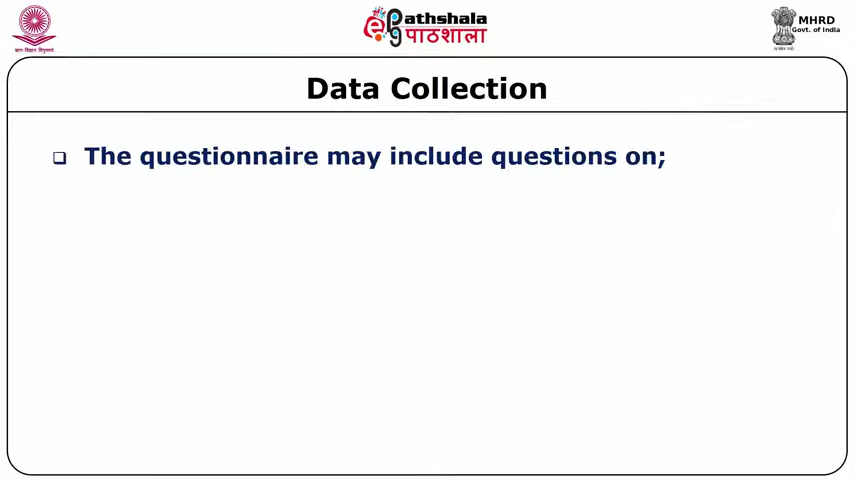 Pathshala
पाठशाला
MHRD
Govt. of India
Data Collection
The questionnaire may include questions on;